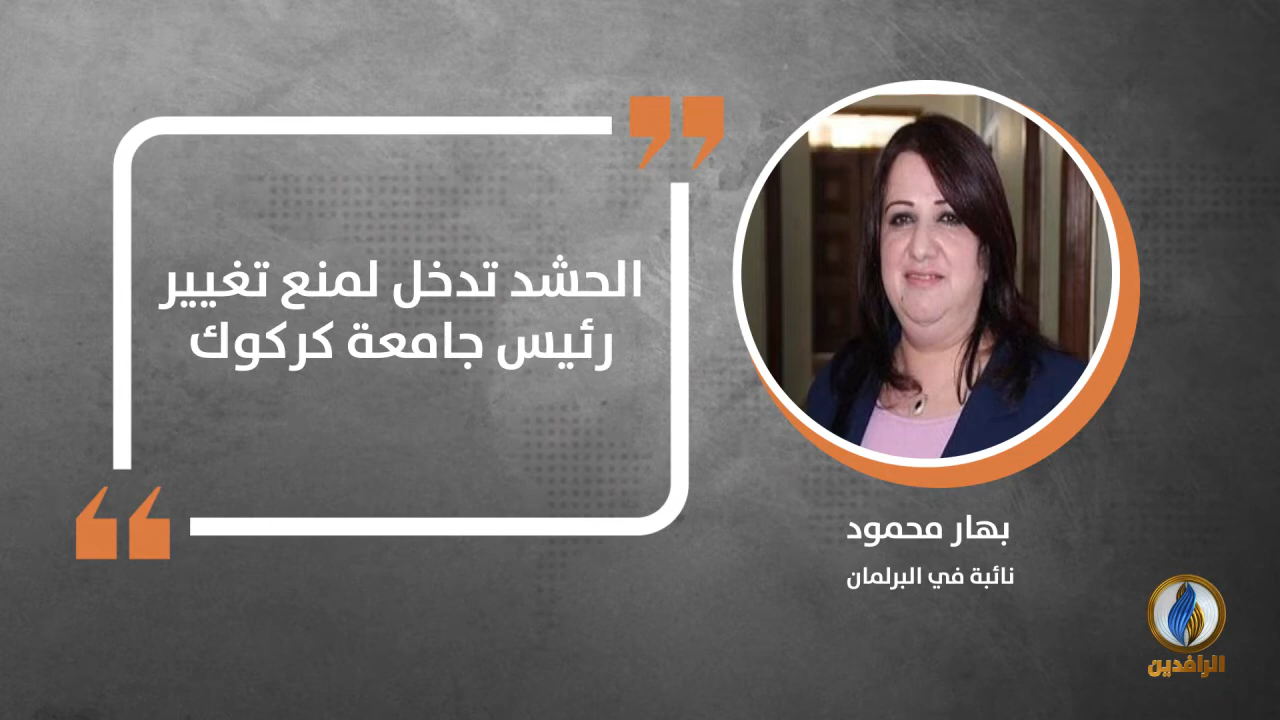 الحشد تدخل لمنع تغيير
رئيس جامعة كركوك
بهار محمود
نائبة في البرلمان
الرافدين